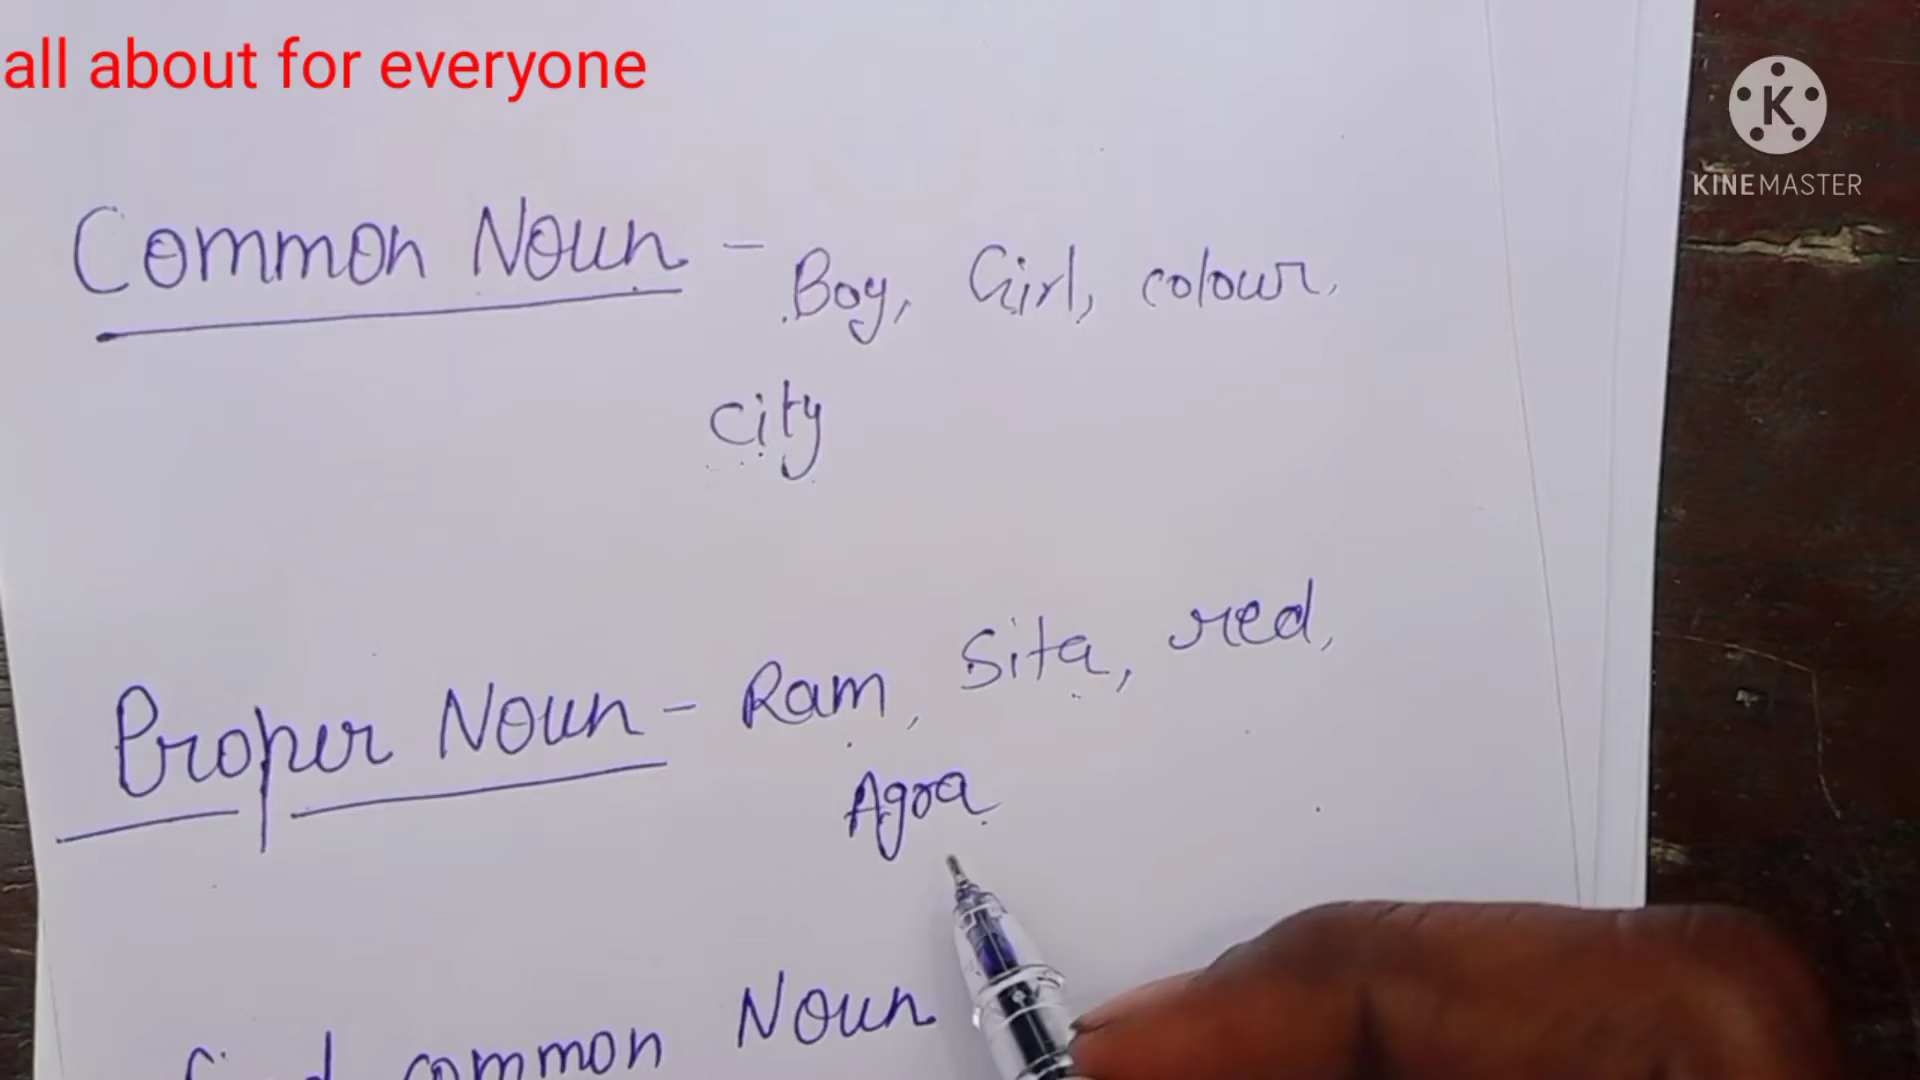 all about for everyone
K
KINEMASTER
Common Noun - Boy, Girl, colour,
city
Proper Noun - Ram, Sita, red,
Agra
find common Noun